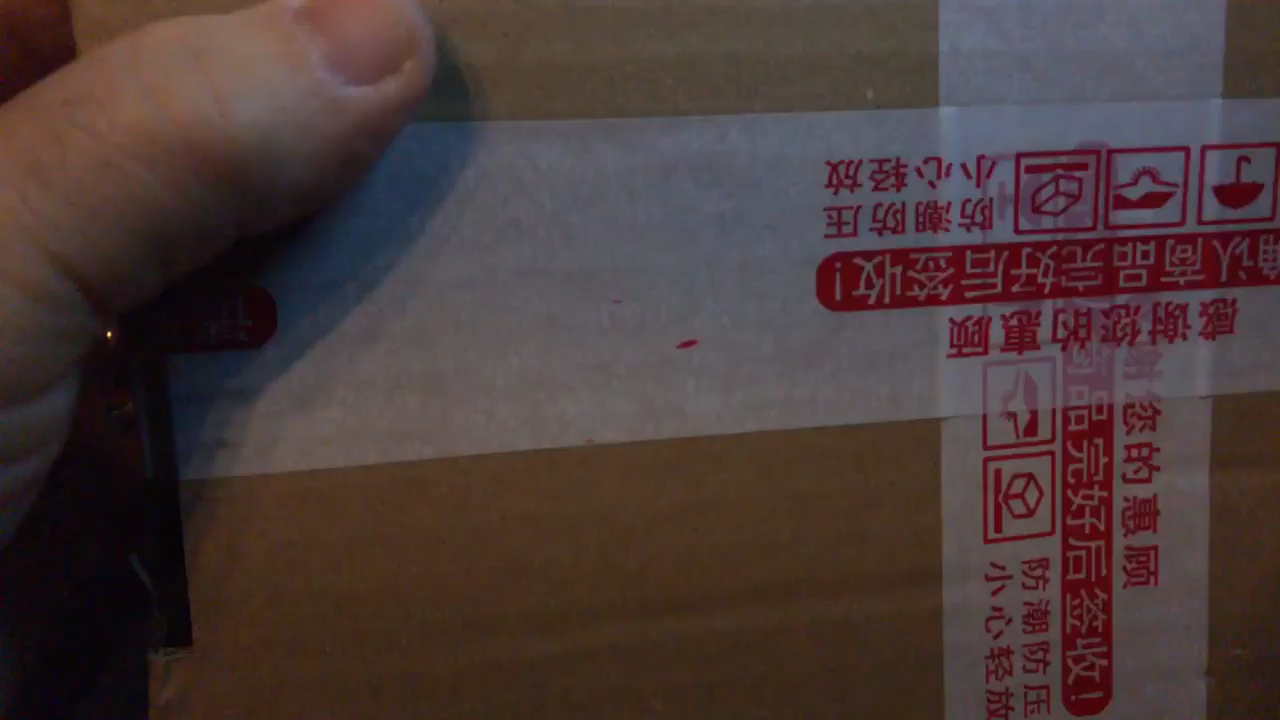 感谢您的惠顾
确认商品完好后签收!
防潮防压
小心轻放
谢您的惠顾
商品完好后签收!
防潮防压
小心轻放
请